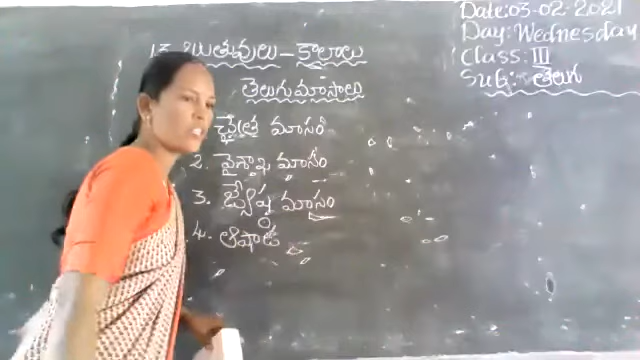 Date:03-02-2021
Day: Wednesday
Class: III
Sub: తెలుగు
13. ఋతువులు - కాలాలు
తెలుగు మాసాలు
చైత్ర మాసం
2. వైశాఖ మాసం
3. జ్యేష్ఠ మాసం
4. ఆషాడ